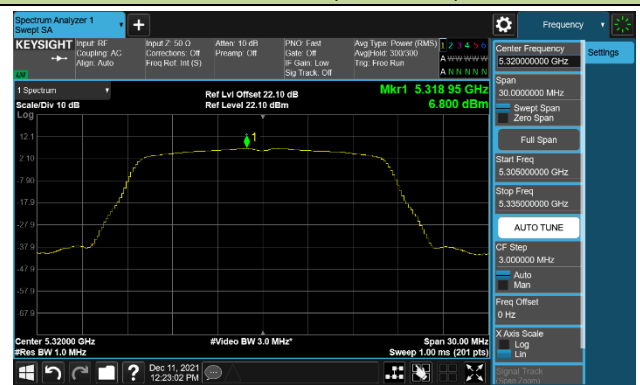 Spectrum Analyzer 1
Swept SA
Frequency
KEYSIGHT
Input: RF
Coupling: AC
Align: Auto
Input Z: 50 Ω
Corrections: Off
Freq Ref: Int (S)
Atten: 10 dB
Preamp: Off
PNO: Fast
Gate: Off
IF Gain: Low
Sig Track: Off
Avg Type: Power (RMS)
Avg|Hold: 300/300
Trig: Free Run
1 2 3 4 5 6
A W W W W W
A N N N N N
LXI
1 Spectrum
Scale/Div 10 dB
Log
Ref Lvl Offset 22.10 dB
Ref Level 22.10 dBm
Mkr1 5.318 95 GHz
6.800 dBm
1
12.1
2.10
-7.90
-17.9
-27.9
-37.9
-47.9
-57.9
-67.9
Center 5.32000 GHz
#Res BW 1.0 MHz
#Video BW 3.0 MHz*
Span 30.00 MHz
Sweep 1.00 ms (201 pts)
Dec 11, 2021
12:23:02 PM
Center Frequency
5.320000000 GHz
Settings
Span
30.0000000 MHz
Swept Span
Zero Span
Full Span
Start Freq
5.305000000 GHz
Stop Freq
5.335000000 GHz
AUTO TUNE
CF Step
3.000000 MHz
Auto
Man
Freq Offset
0 Hz
X Axis Scale
Log
Lin
Signal Track
(Span Zoom)